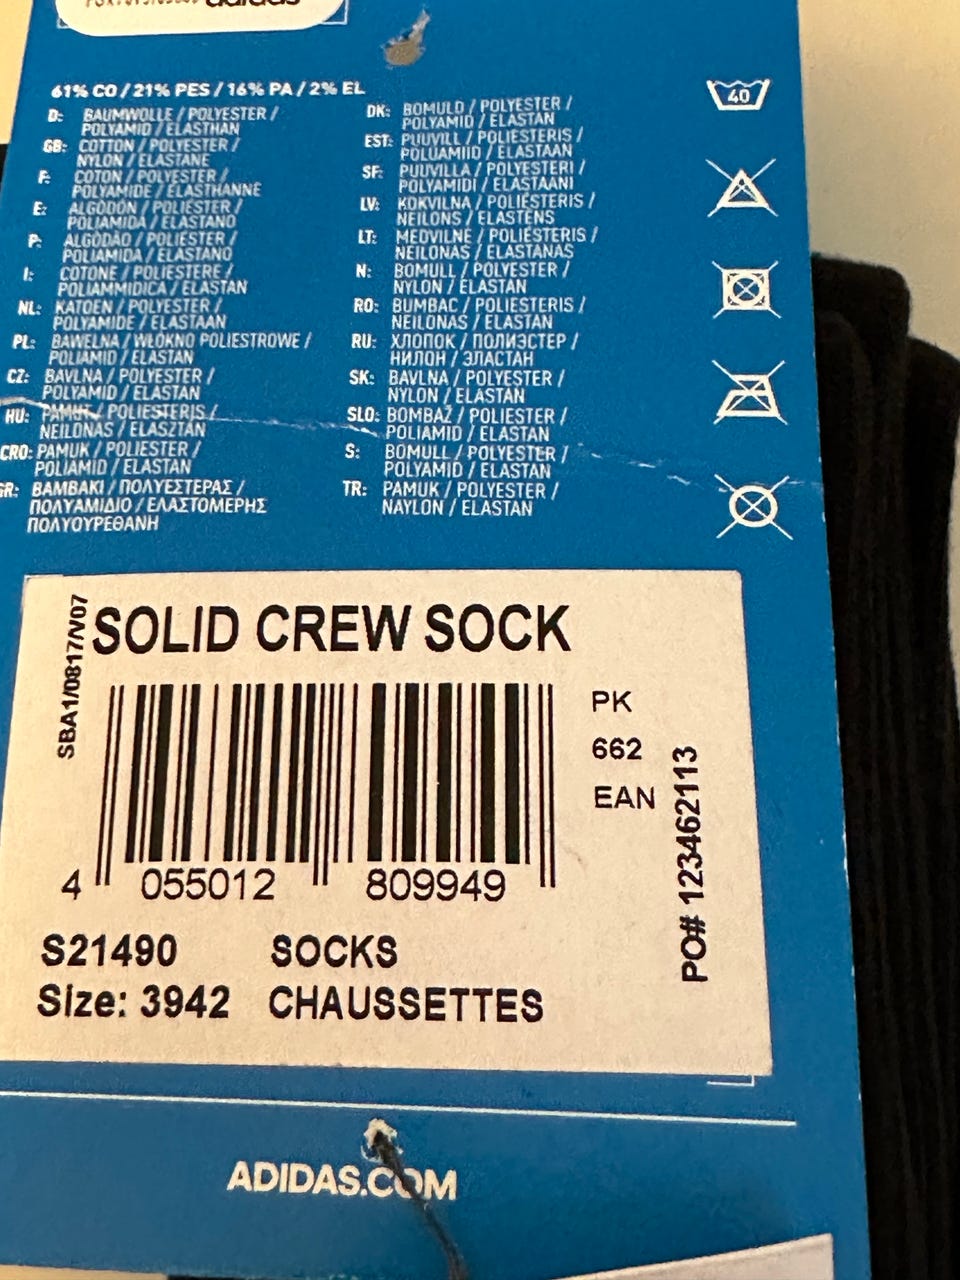 adidas
61% CO / 21% PES / 16% PA / 2% EL
D: BAUMWOLLE / POLYESTER /
POLYAMID / ELASTHAN
GB: COTTON / POLYESTER /
NYLON / ELASTANE
F: COTON / POLYESTER /
POLYAMIDE / ELASTHANNE
E: ALGODÓN / POLIÉSTER /
POLIAMIDA / ELASTANO
P: ALGODÃO / POLIÉSTER /
POLIAMIDA / ELASTANO
I: COTONE / POLIESTERE /
POLIAMMIDICA / ELASTAN
NL: KATOEN / POLYESTER /
POLYAMIDE / ELASTAAN
PL: BAWEŁNA / WŁÓKNO POLIESTROWE /
POLIAMID / ELASTAN
CZ: BAVLNA / POLYESTER /
POLYAMID / ELASTAN
HU: PAMUT / POLIESTERIS /
NEILONAS / ELASZTÁN
CRO: PAMUK / POLIESTER /
POLIAMID / ELASTAN
GR: ΒΑΜΒΑΚΙ / ΠΟΛΥΕΣΤΕΡΑΣ /
ΠΟΛΥΑΜΙΔΙΟ / ΕΛΑΣΤΟΜΕΡΗΣ
ΠΟΛΥΟΥΡΕΘΑΝΗ
DK: BOMULD / POLYESTER /
POLYAMID / ELASTAN
EST: PUUVILL / POLIESTERIS /
POLUAMIID / ELASTAAN
SF: PUUVILLA / POLYESTERI /
POLYAMIDI / ELASTAANI
LV: KOKVILNA / POLIESTERIS /
NEILONS / ELASTĒNS
LT: MEDVILNĖ / POLIESTERIS /
NEILONAS / ELASTANAS
N: BOMULL / POLYESTER /
NYLON / ELASTAN
RO: BUMBAC / POLIESTERIS /
NEILONAS / ELASTAN
RU: ХЛОПОК / ПОЛИЭСТЕР /
НИЛОН / ЭЛАСТАН
SK: BAVLNA / POLYESTER /
NYLON / ELASTAN
SLO: BOMBAŽ / POLIESTER /
POLIAMID / ELASTAN
S: BOMULL / POLYESTER /
POLYAMID / ELASTAN
TR: PAMUK / POLYESTER /
NAYLON / ELASTAN
40
SBA1/0817/V07
SOLID CREW SOCK
PK
662
EAN
PO# 123462113
4 055012 809949
S21490 SOCKS
Size: 3942 CHAUSSETTES
ADIDAS.COM